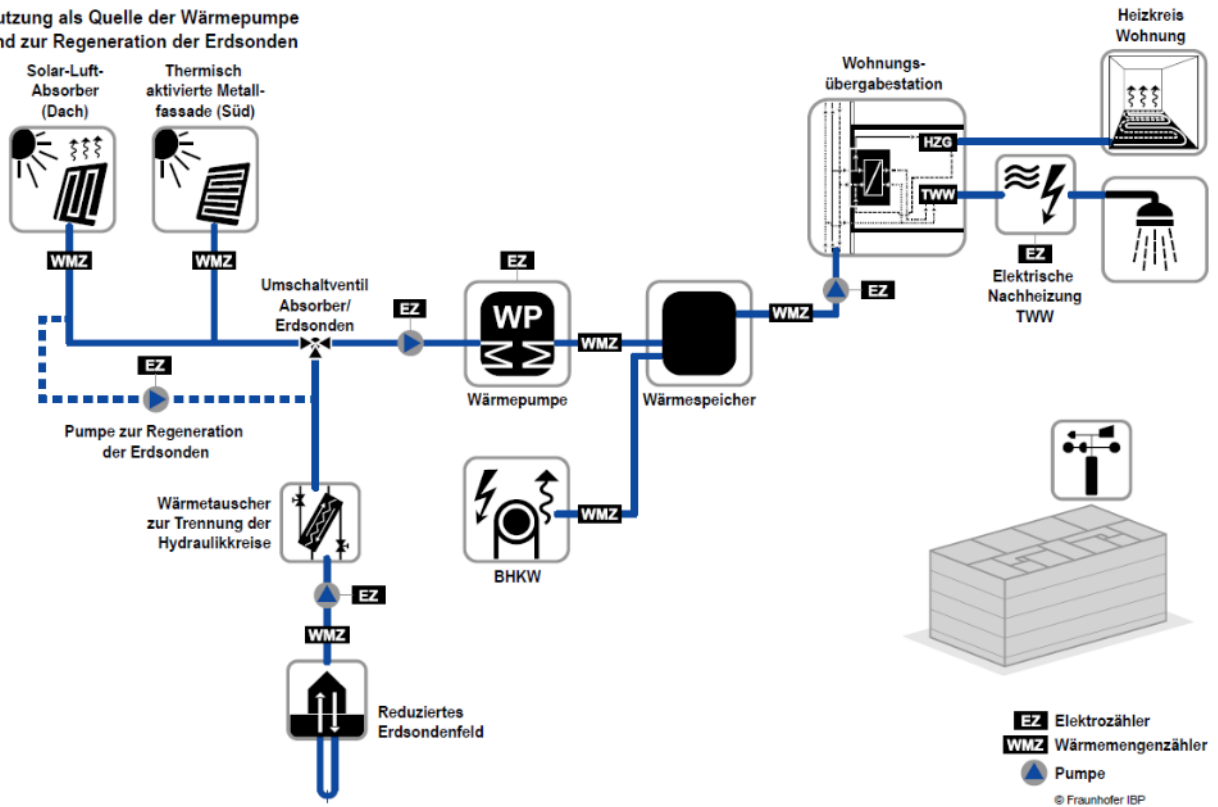 utzung als Quelle der Wärmepumpe
nd zur Regeneration der Erdsonden
Solar-Luft-
Absorber
(Dach)
Thermisch
aktivierte Metall-
fassade (Süd)
WMZ
WMZ
Umschaltventil
Absorber/
Erdsonden
EZ
EZ
Pumpe zur Regeneration
der Erdsonden
EZ
WP
Wärmepumpe
WMZ
Wärmespeicher
WMZ
EZ
Wohnungs-
übergabestation
HZG
TWW
Heizkreis
Wohnung
EZ
Elektrische
Nachheizung
TWW
Wärmetauscher
zur Trennung der
Hydraulikkreise
EZ
WMZ
Reduziertes
Erdsondenfeld
WMZ
BHKW
EZ Elektrozähler
WMZ Wärmemengenzähler
Pumpe
© Fraunhofer IBP